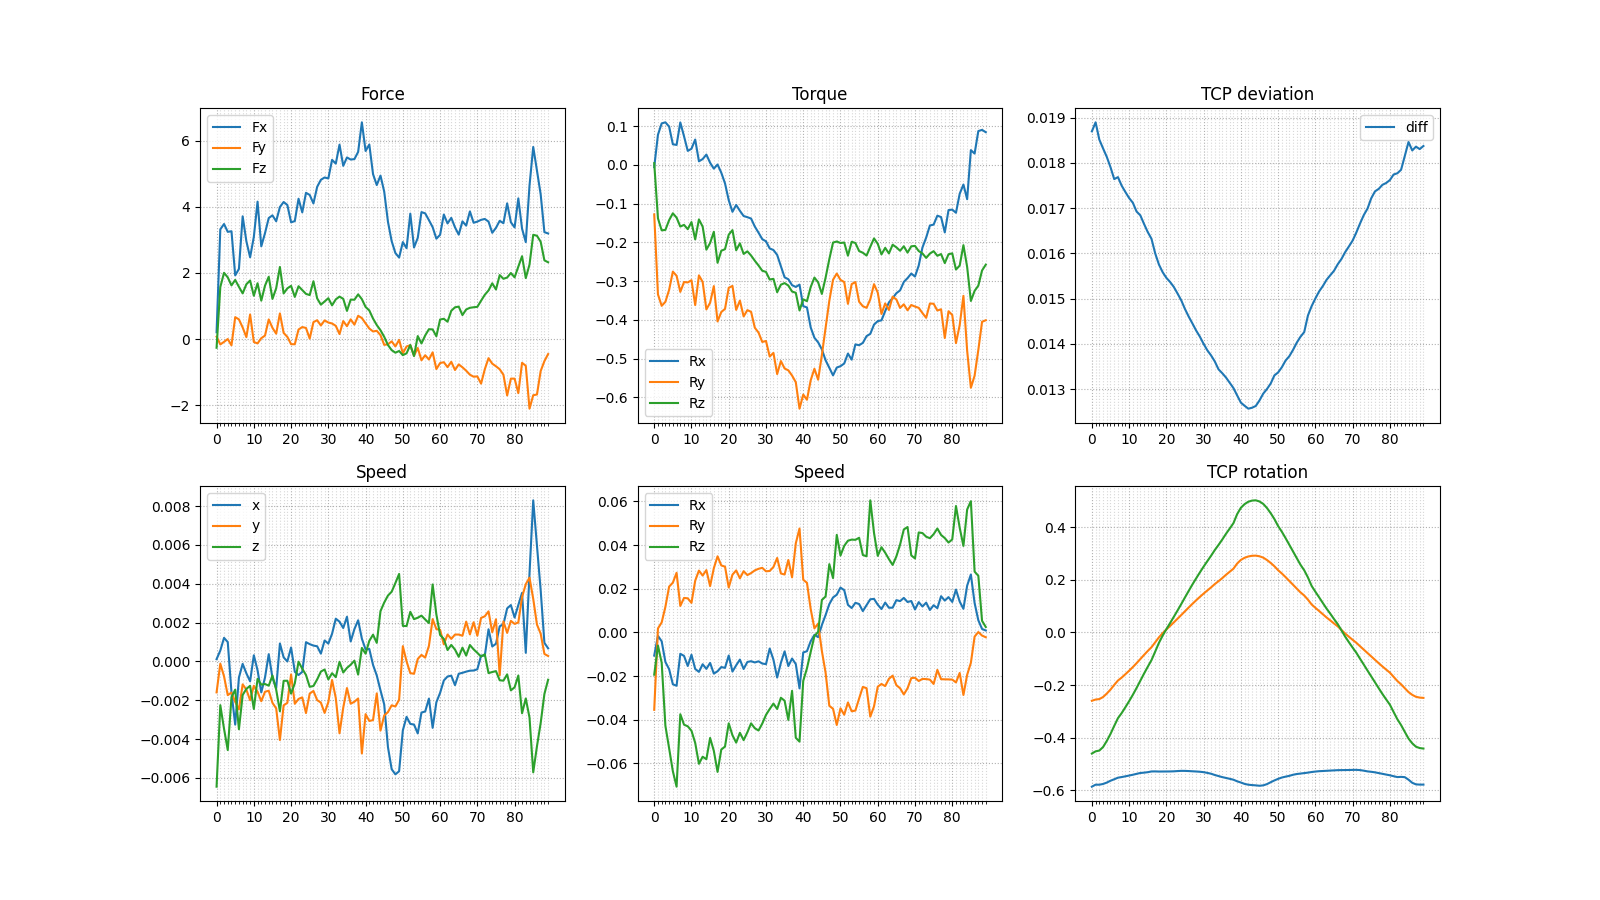 Force
Fx
Fy
Fz
6
4
2
0
−2
0 10 20 30 40 50 60 70 80
Torque
0.1
0.0
−0.1
−0.2
−0.3
−0.4
−0.5
−0.6
Rx
Ry
Rz
0 10 20 30 40 50 60 70 80
TCP deviation
diff
0.019
0.018
0.017
0.016
0.015
0.014
0.013
0 10 20 30 40 50 60 70 80
Speed
x
y
z
0.008
0.006
0.004
0.002
0.000
−0.002
−0.004
−0.006
0 10 20 30 40 50 60 70 80
Speed
Rx
Ry
Rz
0.06
0.04
0.02
0.00
−0.02
−0.04
−0.06
0 10 20 30 40 50 60 70 80
TCP rotation
0.4
0.2
0.0
−0.2
−0.4
−0.6
0 10 20 30 40 50 60 70 80